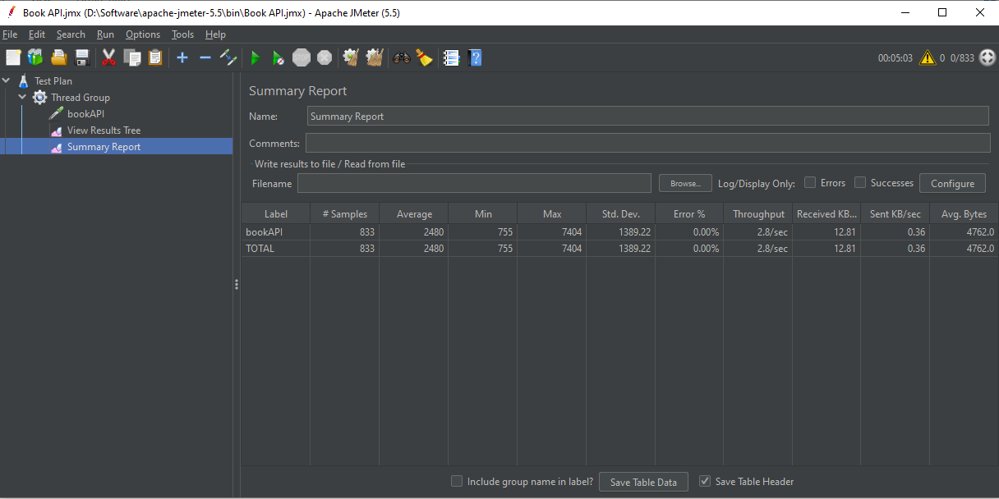 Book API.jmx (D:\Software\apache-jmeter-5.5\bin\Book API.jmx) - Apache JMeter (5.5)
File Edit Search Run Options Tools Help
STOP 00:05:03 0 0/833
Test Plan
Thread Group
bookAPI
View Results Tree
Summary Report
Summary Report
Name: Summary Report
Comments:
Write results to file / Read from file
Filename Browse... Log/Display Only: Errors Successes Configure
Label # Samples Average Min Max Std. Dev. Error % Throughput Received KB... Sent KB/sec Avg. Bytes
bookAPI 833 2480 755 7404 1389.22 0.00% 2.8/sec 12.81 0.36 4762.0
TOTAL 833 2480 755 7404 1389.22 0.00% 2.8/sec 12.81 0.36 4762.0
Include group name in label? Save Table Data Save Table Header